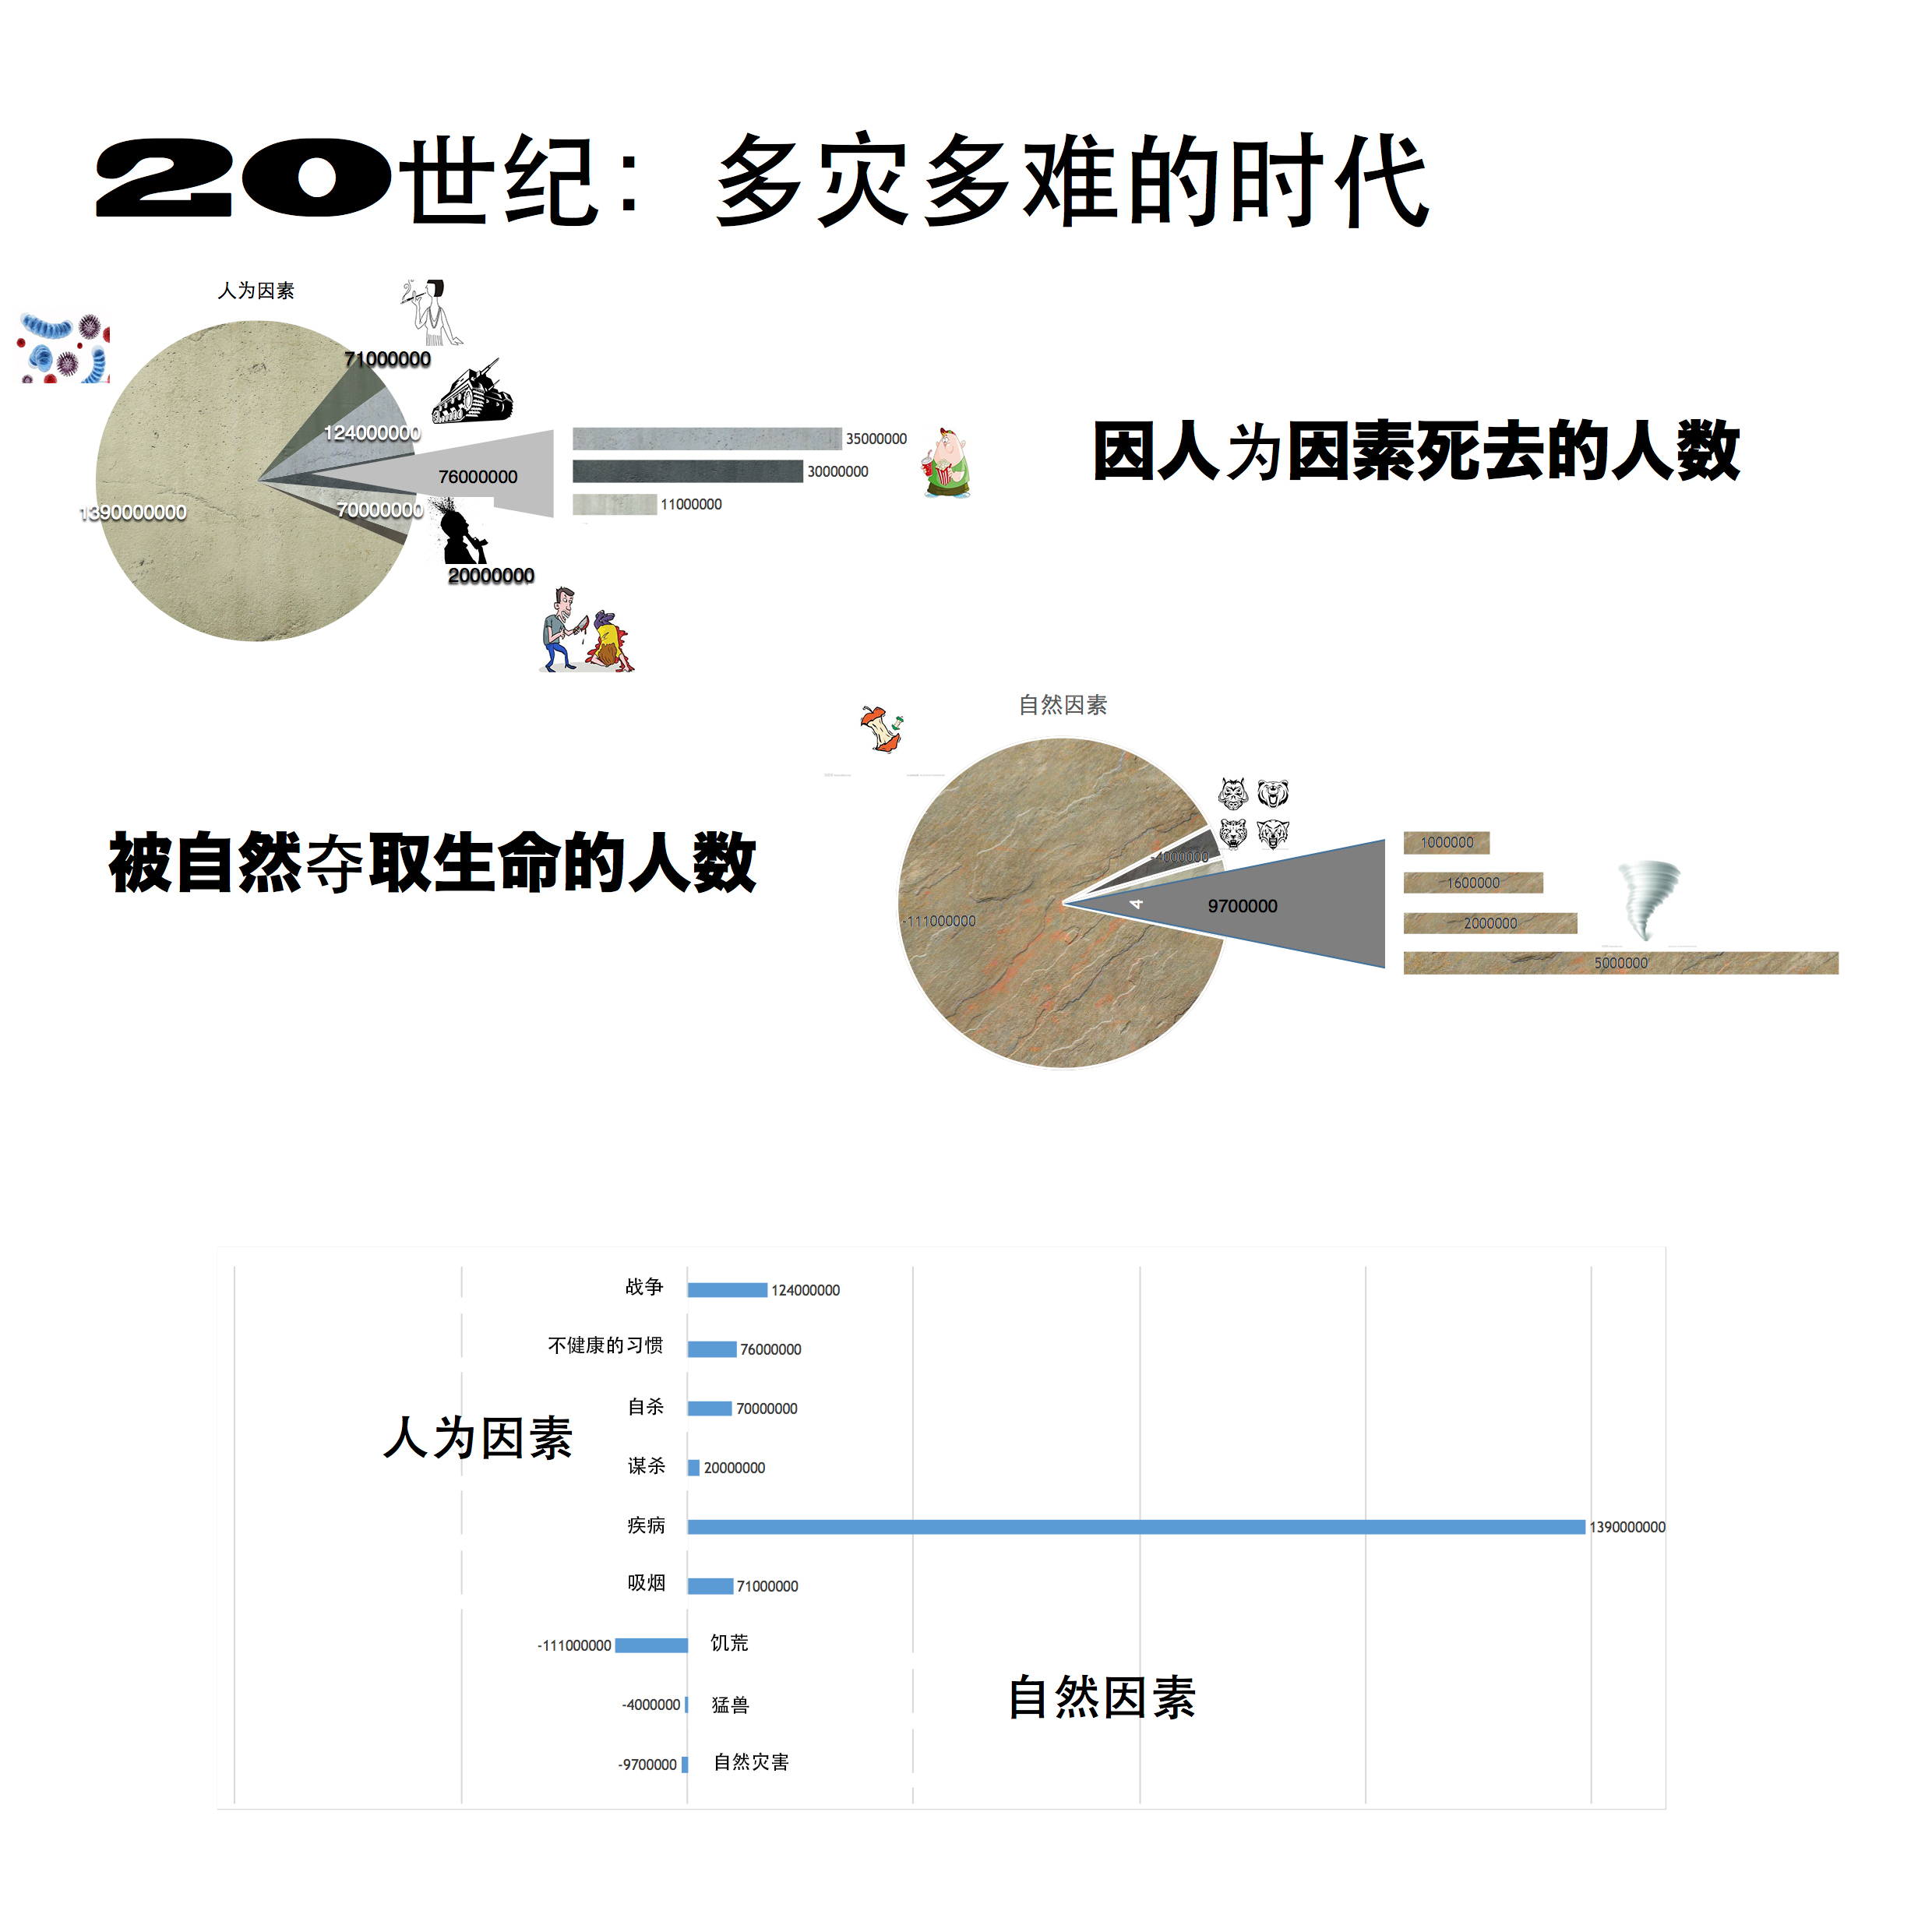 20世纪：多灾多难的时代
人为因素
71000000
124000000
76000000
1390000000
70000000
20000000
35000000
30000000
11000000
因人为因素死去的人数
自然因素
被自然夺取生命的人数
-4000000
-111000000
4
9700000
1000000
1600000
2000000
5000000
战争 124000000
不健康的习惯 76000000
自杀 70000000
人为因素
谋杀 20000000
疾病 1390000000
吸烟 71000000
-111000000 饥荒
-4000000 猛兽
自然因素
-9700000 自然灾害